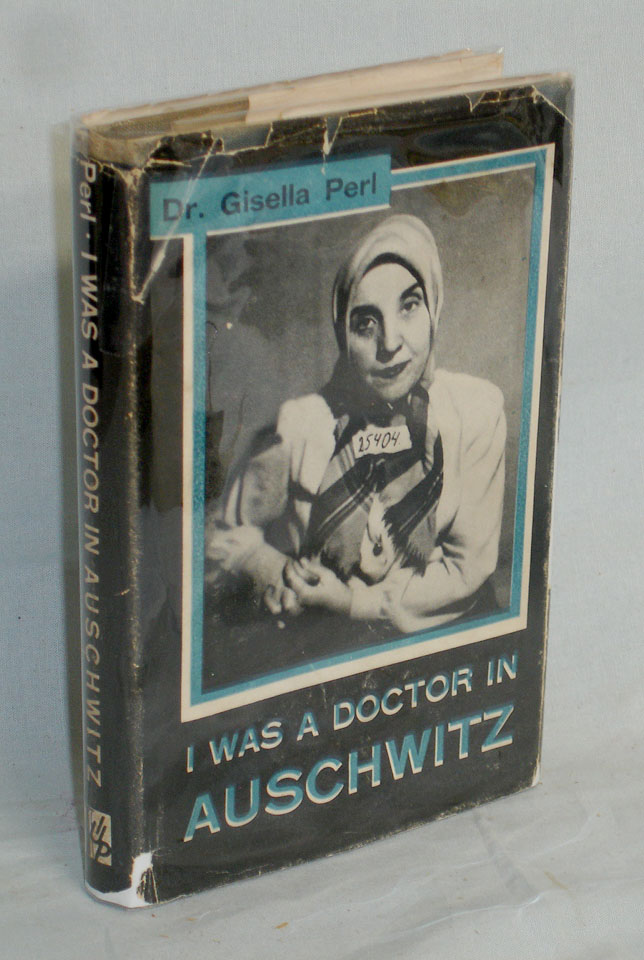 Dr. Gisella Perl
25404
I WAS A DOCTOR IN
AUSCHWITZ
Perl - I WAS A DOCTOR IN AUSCHWITZ